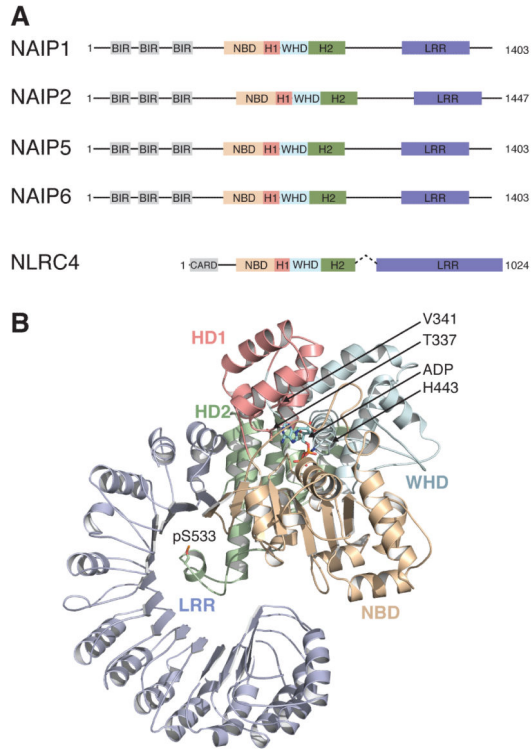 A
NAIP1 1 BIR BIR BIR NBD H1 WHD H2 LRR 1403
NAIP2 1 BIR BIR BIR NBD H1 WHD H2 LRR 1447
NAIP5 1 BIR BIR BIR NBD H1 WHD H2 LRR 1403
NAIP6 1 BIR BIR BIR NBD H1 WHD H2 LRR 1403
NLRC4 1 CARD NBD H1 WHD H2 LRR 1024
B
V341
HD1
T337
ADP
HD2
H443
WHD
pS533
LRR
NBD